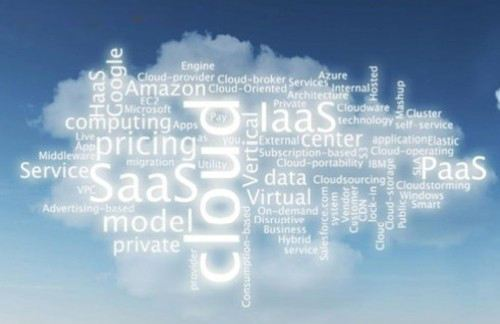 Engine
Azure
Hosted
HaaS
Google
Cloud-provider
Cloud-broker
Services
Internal
Mashup
Amazon
Cloud-Oriented
Architecture
EC2
Private
Cloudware
Microsoft
Pay
IaaS
Cluster
computing
Apps
technology
self-service
Live
as
you
External
center
application
Elastic
App
pricing
Vertical
Subscription-based
Cloud-operating
Middleware
migration
Utility
Cloud-portability
S3
IBM
SLA
PaaS
Service
SaaS
cloud
data
Cloudsourcing
Cloud-storage
Cloudstorming
VPC
Virtual
Windows
Advertising-based
On-demand
Salesforce.com
system
Vendor
Customer
CDN
lock-in
Cloud
Public
Smart
model
Disruptive
Business
private
Hybrid
provider
Consumption-based
service